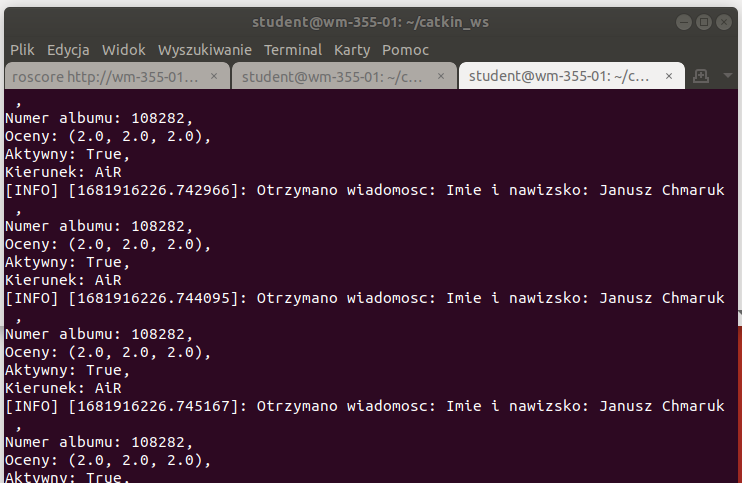 student@wm-355-01: ~/catkin_ws
Plik Edycja Widok Wyszukiwanie Terminal Karty Pomoc
roscore http://wm-355-01... × student@wm-355-01: ~/c... × student@wm-355-01: ~/c... ×
,
Numer albumu: 108282,
Oceny: (2.0, 2.0, 2.0),
Aktywny: True,
Kierunek: AiR
[INFO] [1681916226.742966]: Otrzymano wiadomosc: Imie i nawizsko: Janusz Chmaruk
,
Numer albumu: 108282,
Oceny: (2.0, 2.0, 2.0),
Aktywny: True,
Kierunek: AiR
[INFO] [1681916226.744095]: Otrzymano wiadomosc: Imie i nawizsko: Janusz Chmaruk
,
Numer albumu: 108282,
Oceny: (2.0, 2.0, 2.0),
Aktywny: True,
Kierunek: AiR
[INFO] [1681916226.745167]: Otrzymano wiadomosc: Imie i nawizsko: Janusz Chmaruk
,
Numer albumu: 108282,
Oceny: (2.0, 2.0, 2.0),
Aktywny: True,